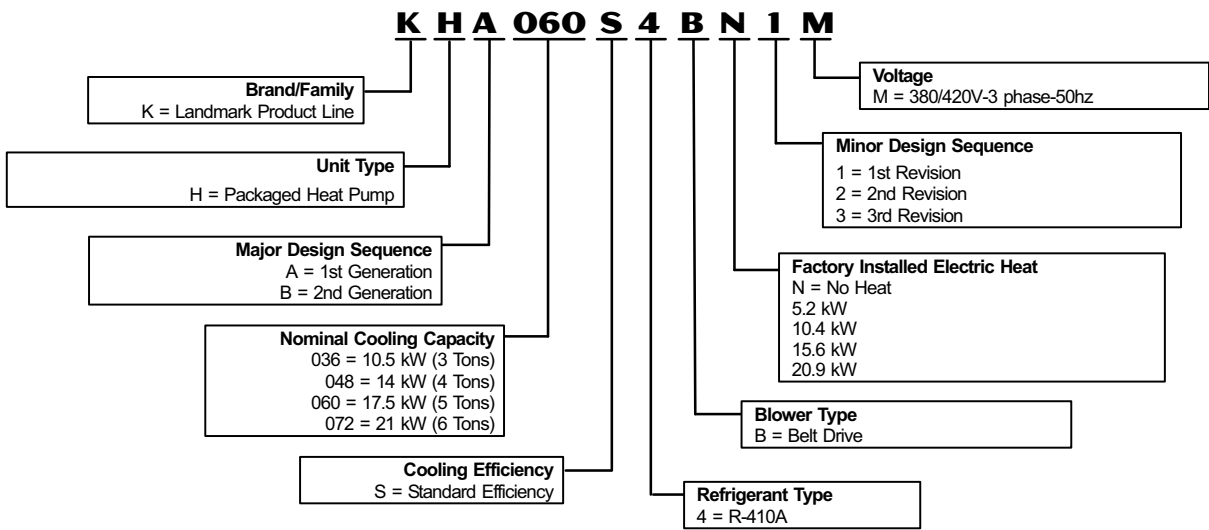 K H A 060 S 4 B N 1 M
Brand/Family
K = Landmark Product Line
Unit Type
H = Packaged Heat Pump
Major Design Sequence
A = 1st Generation
B = 2nd Generation
Nominal Cooling Capacity
036 = 10.5 kW (3 Tons)
048 = 14 kW (4 Tons)
060 = 17.5 kW (5 Tons)
072 = 21 kW (6 Tons)
Cooling Efficiency
S = Standard Efficiency
Voltage
M = 380/420V-3 phase-50hz
Minor Design Sequence
1 = 1st Revision
2 = 2nd Revision
3 = 3rd Revision
Factory Installed Electric Heat
N = No Heat
5.2 kW
10.4 kW
15.6 kW
20.9 kW
Blower Type
B = Belt Drive
Refrigerant Type
4 = R-410A